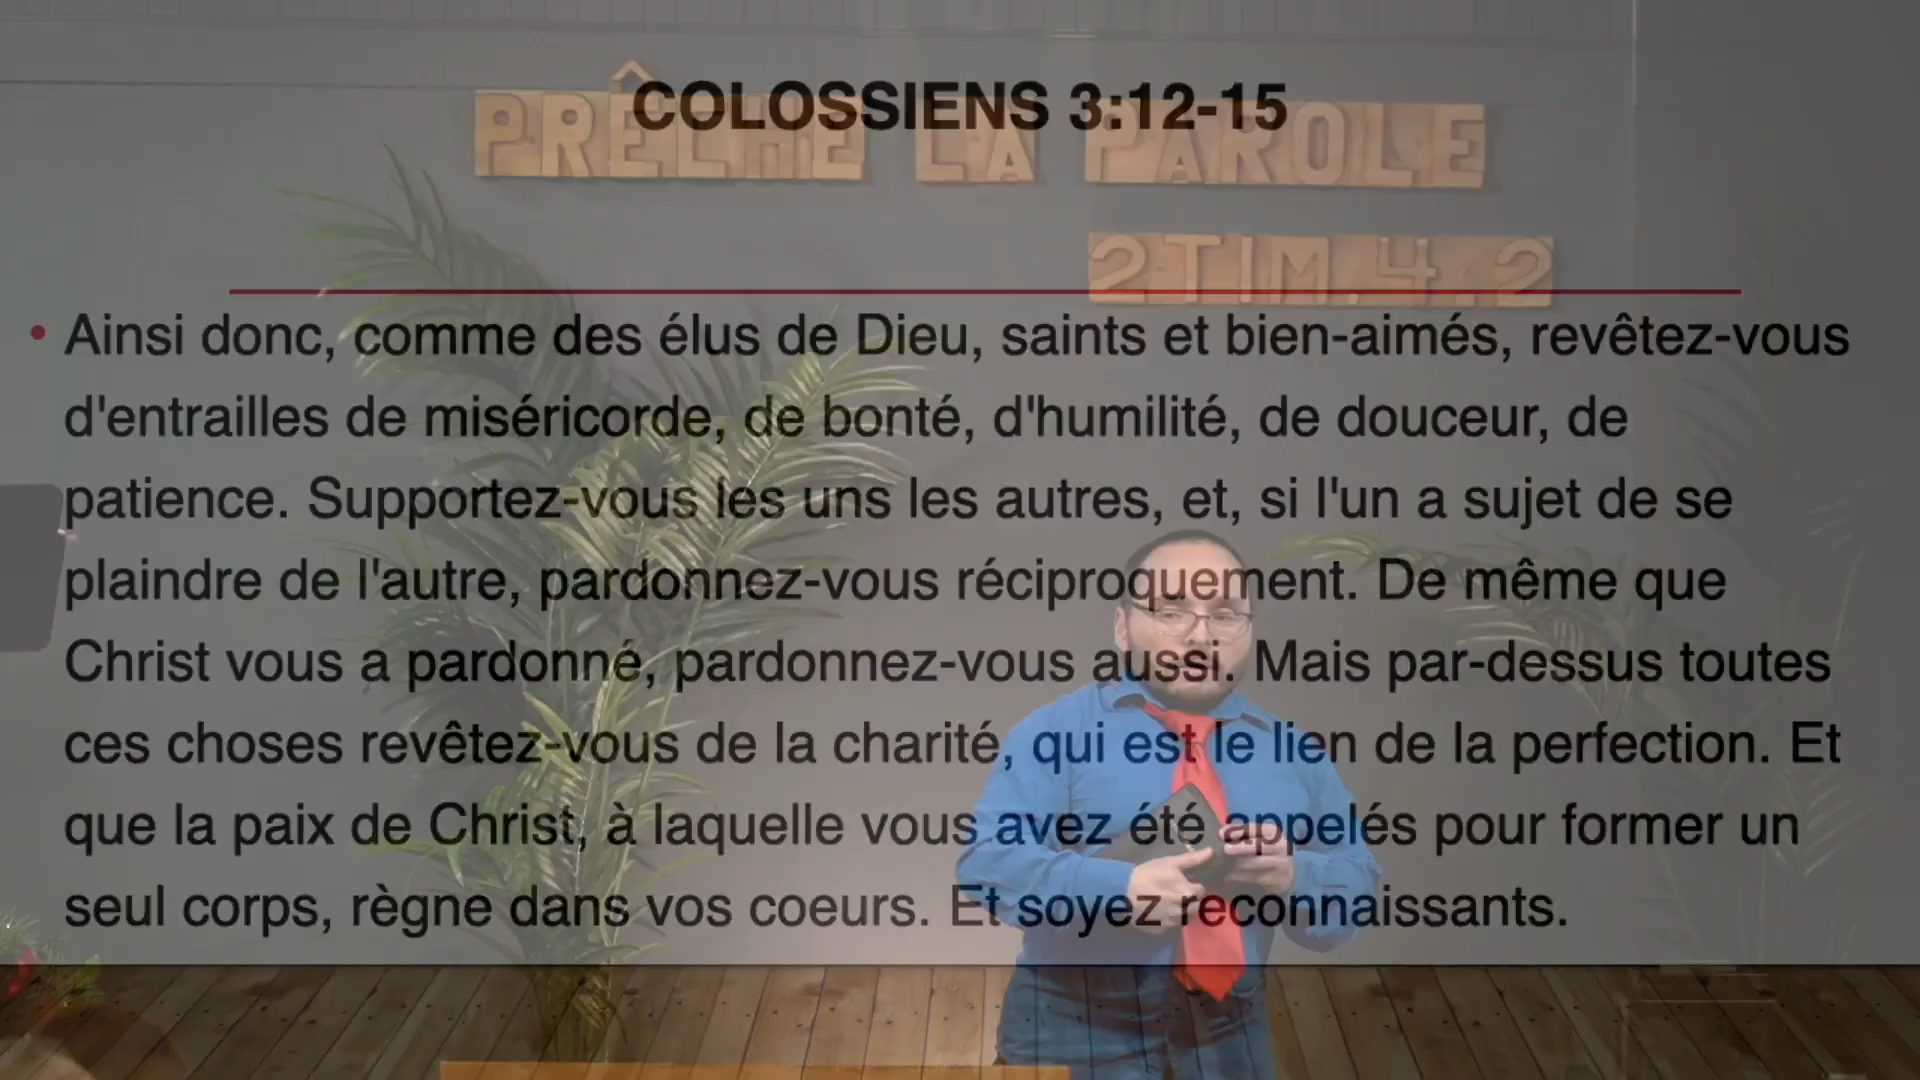 COLOSSIENS 3:12-15
PRÊCHE LA PAROLE
2 TIM.4.2
• Ainsi donc, comme des élus de Dieu, saints et bien-aimés, revêtez-vous
d'entrailles de miséricorde, de bonté, d'humilité, de douceur, de
patience. Supportez-vous les uns les autres, et, si l'un a sujet de se
plaindre de l'autre, pardonnez-vous réciproquement. De même que
Christ vous a pardonné, pardonnez-vous aussi. Mais par-dessus toutes
ces choses revêtez-vous de la charité, qui est le lien de la perfection. Et
que la paix de Christ, à laquelle vous avez été appelés pour former un
seul corps, règne dans vos coeurs. Et soyez reconnaissants.